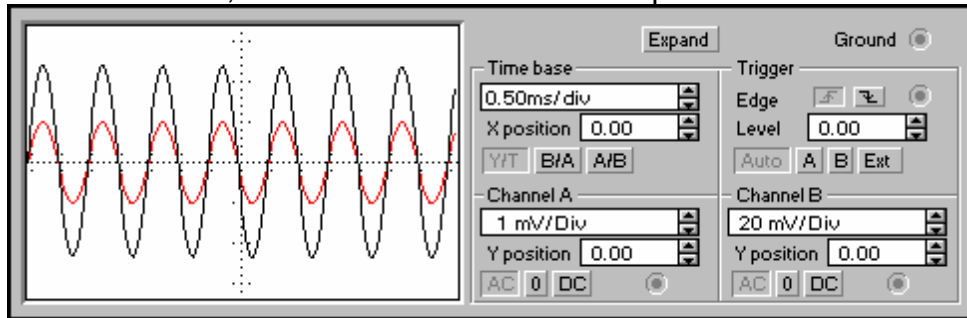 Expand
Ground
Time base
0.50ms/div
X position 0.00
Y/T B/A A/B
Trigger
Edge
Level 0.00
Auto A B Ext
Channel A
1 mV/Div
Y position 0.00
AC 0 DC
Channel B
20 mV/Div
Y position 0.00
AC 0 DC